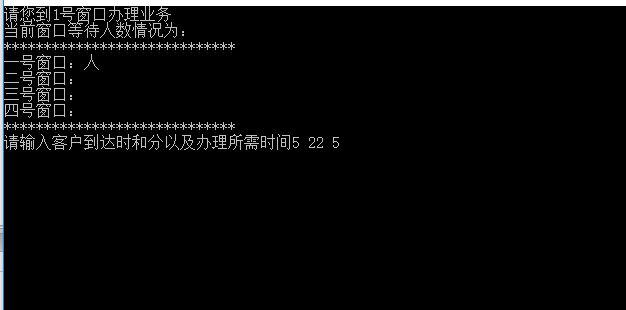 请您到1号窗口办理业务
当前窗口等待人数情况为:
*****************************
一号窗口: 人
二号窗口:
三号窗口:
四号窗口:
*****************************
请输入客户到达时和分以及办理所需时间5 22 5